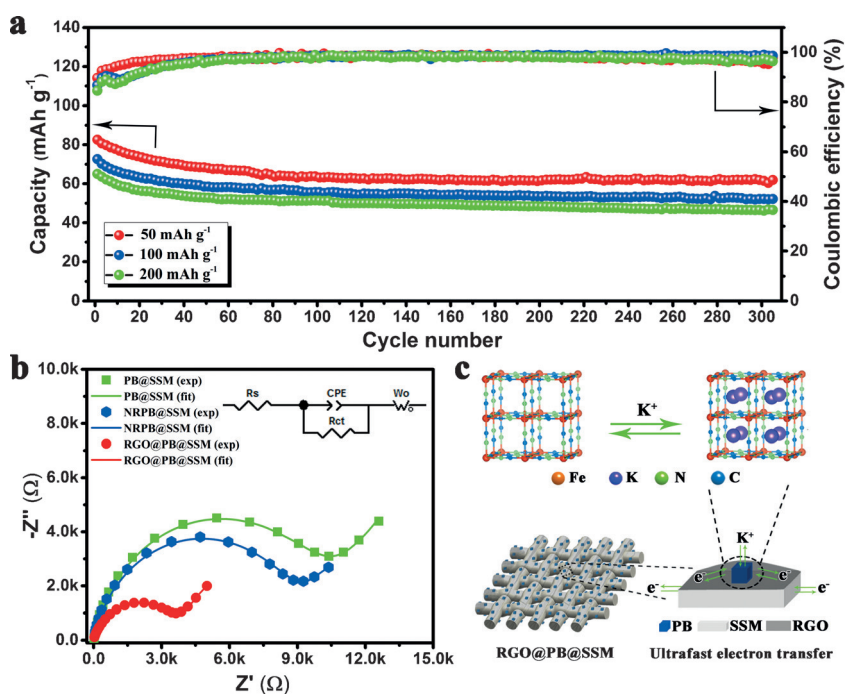 a
140
120
100
80
60
40
20
0
Capacity (mAh g⁻¹)
50 mAh g⁻¹
100 mAh g⁻¹
200 mAh g⁻¹
100
80
60
40
20
0
Coulombic efficiency (%)
0 20 40 60 80 100 120 140 160 180 200 220 240 260 280 300
Cycle number
b
10.0k
8.0k
6.0k
4.0k
2.0k
0.0
-Z'' (Ω)
PB@SSM (exp)
PB@SSM (fit)
NRPB@SSM (exp)
NRPB@SSM (fit)
RGO@PB@SSM (exp)
RGO@PB@SSM (fit)
Rs
CPE
Wo
Rct
0.0 3.0k 6.0k 9.0k 12.0k 15.0k
Z' (Ω)
c
K⁺
Fe K N C
K⁺
e⁻ e⁻
e⁻ e⁻
PB SSM RGO
RGO@PB@SSM
Ultrafast electron transfer